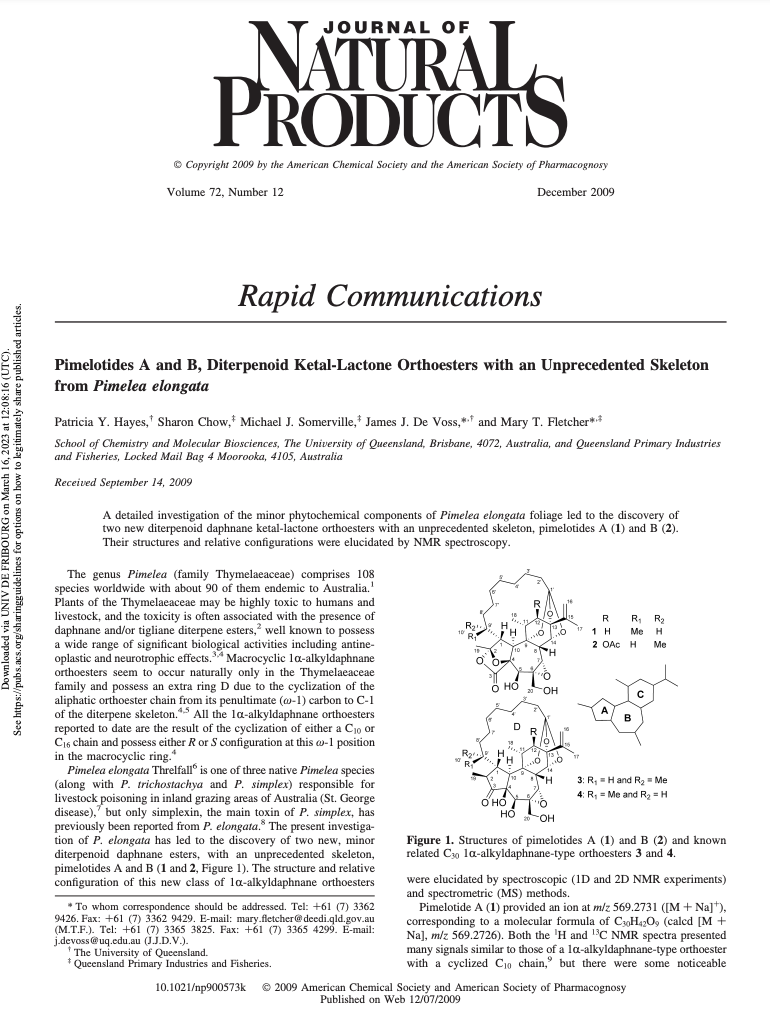 JOURNAL OF
NATURAL
PRODUCTS
© Copyright 2009 by the American Chemical Society and the American Society of Pharmacognosy
Volume 72, Number 12
December 2009
Rapid Communications
Pimelotides A and B, Diterpenoid Ketal-Lactone Orthoesters with an Unprecedented Skeleton
from Pimelea elongata
Patricia Y. Hayes,† Sharon Chow,‡ Michael J. Somerville,‡ James J. De Voss,*,† and Mary T. Fletcher*,‡
School of Chemistry and Molecular Biosciences, The University of Queensland, Brisbane, 4072, Australia, and Queensland Primary Industries
and Fisheries, Locked Mail Bag 4 Moorooka, 4105, Australia
Received September 14, 2009
A detailed investigation of the minor phytochemical components of Pimelea elongata foliage led to the discovery of
two new diterpenoid daphnane ketal-lactone orthoesters with an unprecedented skeleton, pimelotides A (1) and B (2).
Their structures and relative configurations were elucidated by NMR spectroscopy.
The genus Pimelea (family Thymelaeaceae) comprises 108
species worldwide with about 90 of them endemic to Australia.1
Plants of the Thymelaeaceae may be highly toxic to humans and
livestock, and the toxicity is often associated with the presence of
daphnane and/or tigliane diterpene esters,2 well known to possess
a wide range of significant biological activities including antine-
oplastic and neurotrophic effects.3,4 Macrocyclic 1α-alkyldaphnane
orthoesters seem to occur naturally only in the Thymelaeaceae
family and possess an extra ring D due to the cyclization of the
aliphatic orthoester chain from its penultimate (ω-1) carbon to C-1
of the diterpene skeleton.4,5 All the 1α-alkyldaphnane orthoesters
reported to date are the result of the cyclization of either a C10 or
C16 chain and possess either R or S configuration at this ω-1 position
in the macrocyclic ring.4
Pimelea elongata Threlfall6 is one of three native Pimelea species
(along with P. trichostachya and P. simplex) responsible for
livestock poisoning in inland grazing areas of Australia (St. George
disease),7 but only simplexin, the main toxin of P. simplex, has
previously been reported from P. elongata.8 The present investiga-
tion of P. elongata has led to the discovery of two new, minor
diterpenoid daphnane esters, with an unprecedented skeleton,
pimelotides A and B (1 and 2, Figure 1). The structure and relative
configuration of this new class of 1α-alkyldaphnane orthoesters
* To whom correspondence should be addressed. Tel: +61 (7) 3362
9426. Fax: +61 (7) 3362 9429. E-mail: mary.fletcher@deedi.qld.gov.au
(M.T.F.). Tel: +61 (7) 3365 3825. Fax: +61 (7) 3365 4299. E-mail:
j.devoss@uq.edu.au (J.J.D.V.).
† The University of Queensland.
‡ Queensland Primary Industries and Fisheries.
R R1 R2
1 H Me H
2 OAc H Me
A
B
C
D
3: R1 = H and R2 = Me
4: R1 = Me and R2 = H
Figure 1. Structures of pimelotides A (1) and B (2) and known
related C30 1α-alkyldaphnane-type orthoesters 3 and 4.
were elucidated by spectroscopic (1D and 2D NMR experiments)
and spectrometric (MS) methods.
Pimelotide A (1) provided an ion at m/z 569.2731 ([M + Na]+),
corresponding to a molecular formula of C30H42O9 (calcd [M +
Na], m/z 569.2726). Both the 1H and 13C NMR spectra presented
many signals similar to those of a 1α-alkyldaphnane-type orthoester
with a cyclized C10 chain,9 but there were some noticeable
10.1021/np900573k © 2009 American Chemical Society and American Society of Pharmacognosy
Published on Web 12/07/2009
Downloaded via UNIV DE FRIBOURG on March 16, 2023 at 12:08:16 (UTC).
See https://pubs.acs.org/sharingguidelines for options on how to legitimately share published articles.